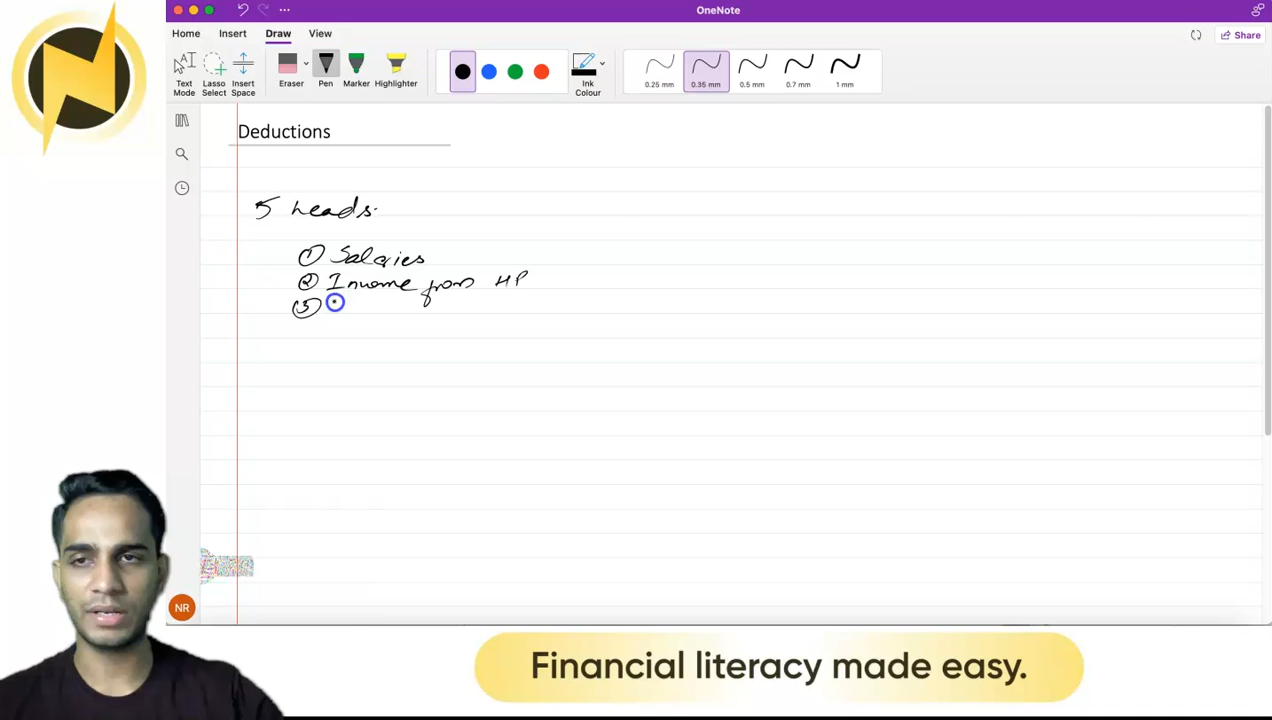 OneNote
Home Insert Draw View
Share
Text Mode
Lasso Select
Insert Space
Eraser
Pen
Marker
Highlighter
Ink Colour
0.25 mm
0.35 mm
0.5 mm
0.7 mm
1 mm
Deductions
5 heads.
① Salaries
② Income from HP
③
NR
Financial literacy made easy.